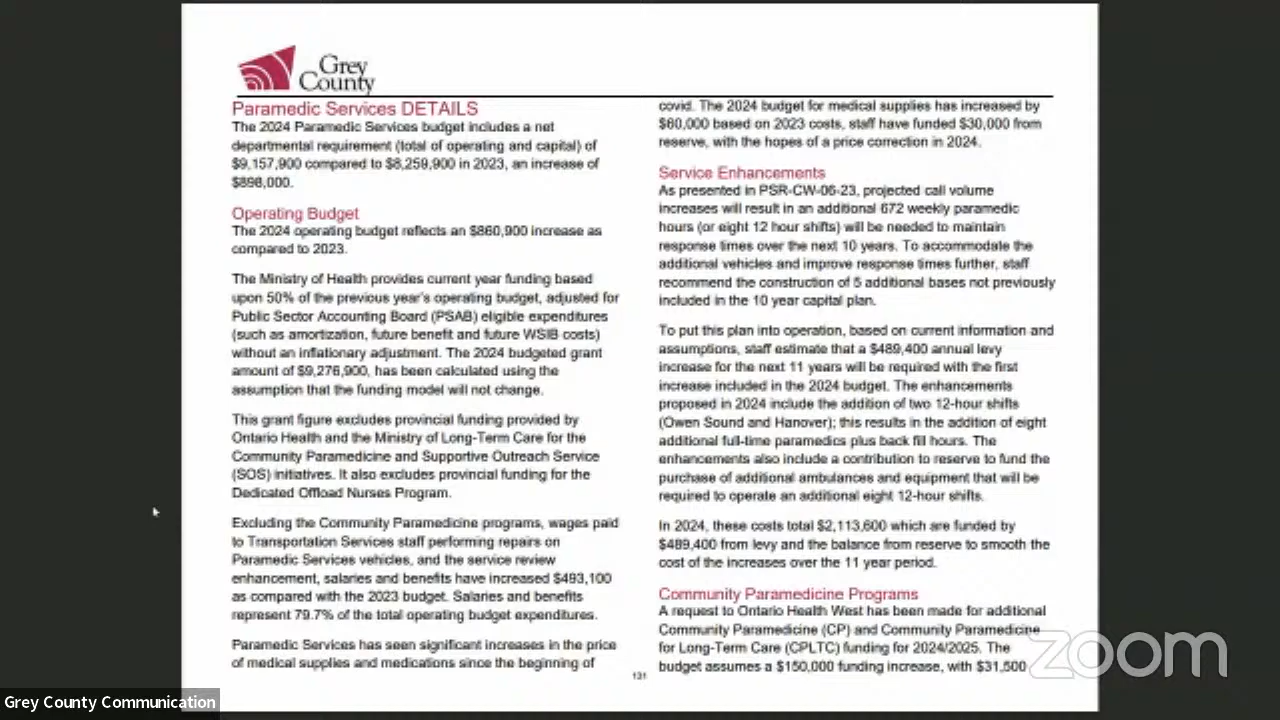 Grey
County
Paramedic Services DETAILS
The 2024 Paramedic Services budget includes a net
departmental requirement (total of operating and capital) of
$9,157,900 compared to $8,259,900 in 2023, an increase of
$898,000.
Operating Budget
The 2024 operating budget reflects an $860,900 increase as
compared to 2023.
The Ministry of Health provides current year funding based
upon 50% of the previous year's operating budget, adjusted for
Public Sector Accounting Board (PSAB) eligible expenditures
(such as amortization, future benefit and future WSIB costs)
without an inflationary adjustment. The 2024 budgeted grant
amount of $9,276,900, has been calculated using the
assumption that the funding model will not change.
This grant figure excludes provincial funding provided by
Ontario Health and the Ministry of Long-Term Care for the
Community Paramedicine and Supportive Outreach Service
(SOS) initiatives. It also excludes provincial funding for the
Dedicated Offload Nurses Program.
Excluding the Community Paramedicine programs, wages paid
to Transportation Services staff performing repairs on
Paramedic Services vehicles, and the service review
enhancement, salaries and benefits have increased $493,100
as compared with the 2023 budget. Salaries and benefits
represent 79.7% of the total operating budget expenditures.
Paramedic Services has seen significant increases in the price
of medical supplies and medications since the beginning of
covid. The 2024 budget for medical supplies has increased by
$60,000 based on 2023 costs, staff have funded $30,000 from
reserve, with the hopes of a price correction in 2024.
Service Enhancements
As presented in PSR-CW-06-23, projected call volume
increases will result in an additional 672 weekly paramedic
hours (or eight 12 hour shifts) will be needed to maintain
response times over the next 10 years. To accommodate the
additional vehicles and improve response times further, staff
recommend the construction of 5 additional bases not previously
included in the 10 year capital plan.
To put this plan into operation, based on current information and
assumptions, staff estimate that a $489,400 annual levy
increase for the next 11 years will be required with the first
increase included in the 2024 budget. The enhancements
proposed in 2024 include the addition of two 12-hour shifts
(Owen Sound and Hanover); this results in the addition of eight
additional full-time paramedics plus back fill hours. The
enhancements also include a contribution to reserve to fund the
purchase of additional ambulances and equipment that will be
required to operate an additional eight 12-hour shifts.
In 2024, these costs total $2,113,600 which are funded by
$489,400 from levy and the balance from reserve to smooth the
cost of the increases over the 11 year period.
Community Paramedicine Programs
A request to Ontario Health West has been made for additional
Community Paramedicine (CP) and Community Paramedicine
for Long-Term Care (CPLTC) funding for 2024/2025. The
budget assumes a $150,000 funding increase, with $31,500
131
zoom
Grey County Communication